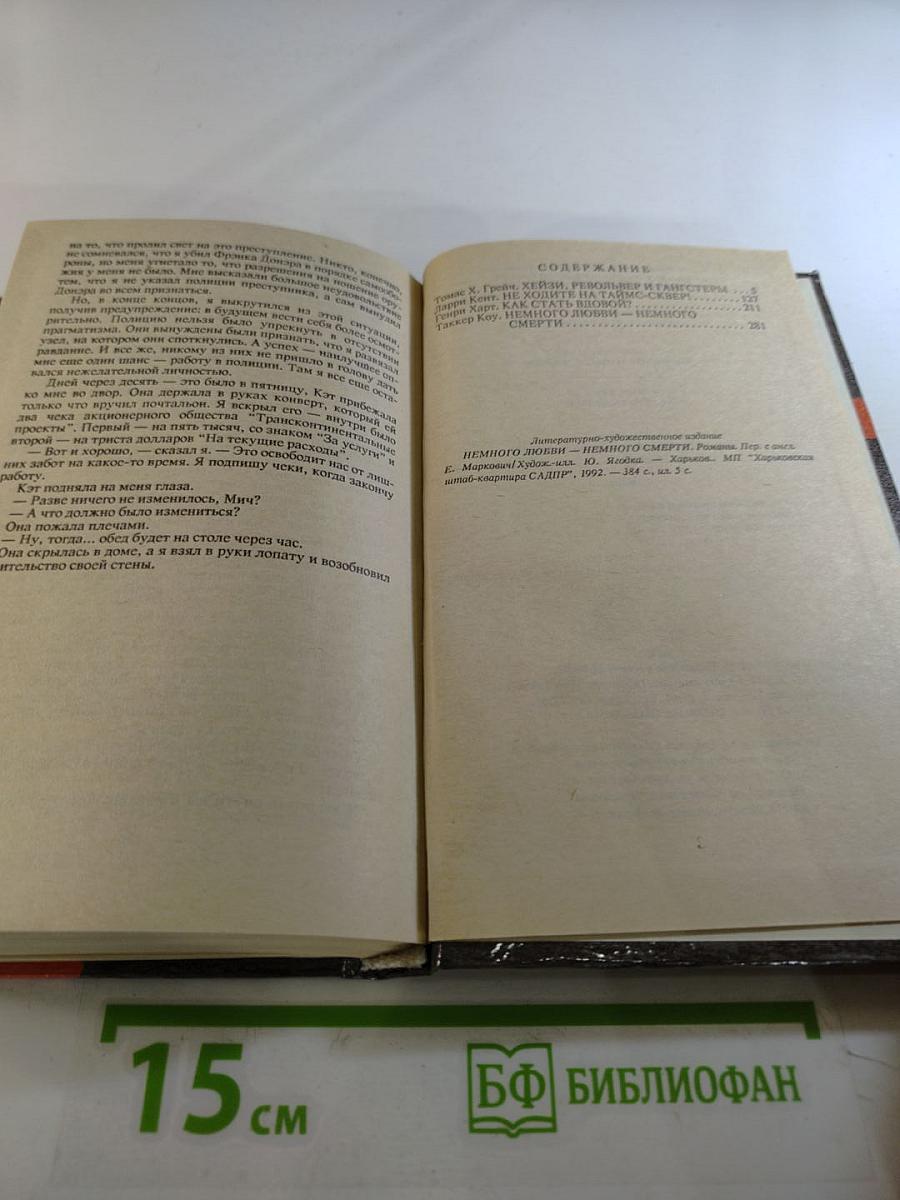 на то, что пролил свет на это преступление. Никто, конечно,
не сомневался, что я убил Фрэнка Донэра в порядке самообо-
роны, но меня угнетало то, что разрешения на ношение ору-
жия у меня не было. Мне высказали большое неудовольствие
тем, что я не указал полиции преступника, а сам вынудил
Донэра во всем признаться.
Но, в конце концов, я выкрутился из этой ситуации,
получив предупреждение: в будущем вести себя более осмот-
рительно. Полицию нельзя было упрекнуть в отсутствии
прагматизма. Они вынуждены были признать, что я развязал
узел, на котором они споткнулись. А успех — наилучшее оп-
равдание. И все же, никому из них не пришло в голову дать
мне еще один шанс — работу в полиции. Там я все еще оста-
вался нежелательной личностью.
Дней через десять — это было в пятницу, Кэт прибежала
ко мне во двор. Она держала в руках конверт, который ей
только что вручил почтальон. Я вскрыл его — внутри было
два чека акционерного общества "Трансконтинентальные
проекты". Первый — на пять тысяч, со знаком "За услуги" и
второй — на триста долларов "На текущие расходы".
— Вот и хорошо, — сказал я. — Это освободит нас от лиш-
них забот на какое-то время. Я подпишу чеки, когда закончу
работу.
Кэт подняла на меня глаза.
— Разве ничего не изменилось, Мич?
— А что должно было измениться?
Она пожала плечами.
— Ну, тогда... обед будет на столе через час.
Она скрылась в доме, а я взял в руки лопату и возобновил
ительство своей стены.
СОДЕРЖАНИЕ
Томас Х. Грейч. ХЕЙЗИ, РЕВОЛЬВЕР И ГАНГСТЕРЫ ... 5
Ларри Кент. НЕ ХОДИТЕ НА ТАЙМС-СКВЕР! ........ 127
Генри Харт. КАК СТАТЬ ВДОВОЙ? ................ 211
Таккер Коу. НЕМНОГО ЛЮБВИ — НЕМНОГО
СМЕРТИ .............................. 281
Литературно-художественное издание
НЕМНОГО ЛЮБВИ — НЕМНОГО СМЕРТИ. Романы. Пер. с англ.
Е. Маркович/ Худож.-илл. Ю. Ягодка. — Харьков.. МП "Харьковская
штаб-квартира САДПР", 1992. — 384 с., ил. 5 с.
15 см
БФ БИБЛИОФАН